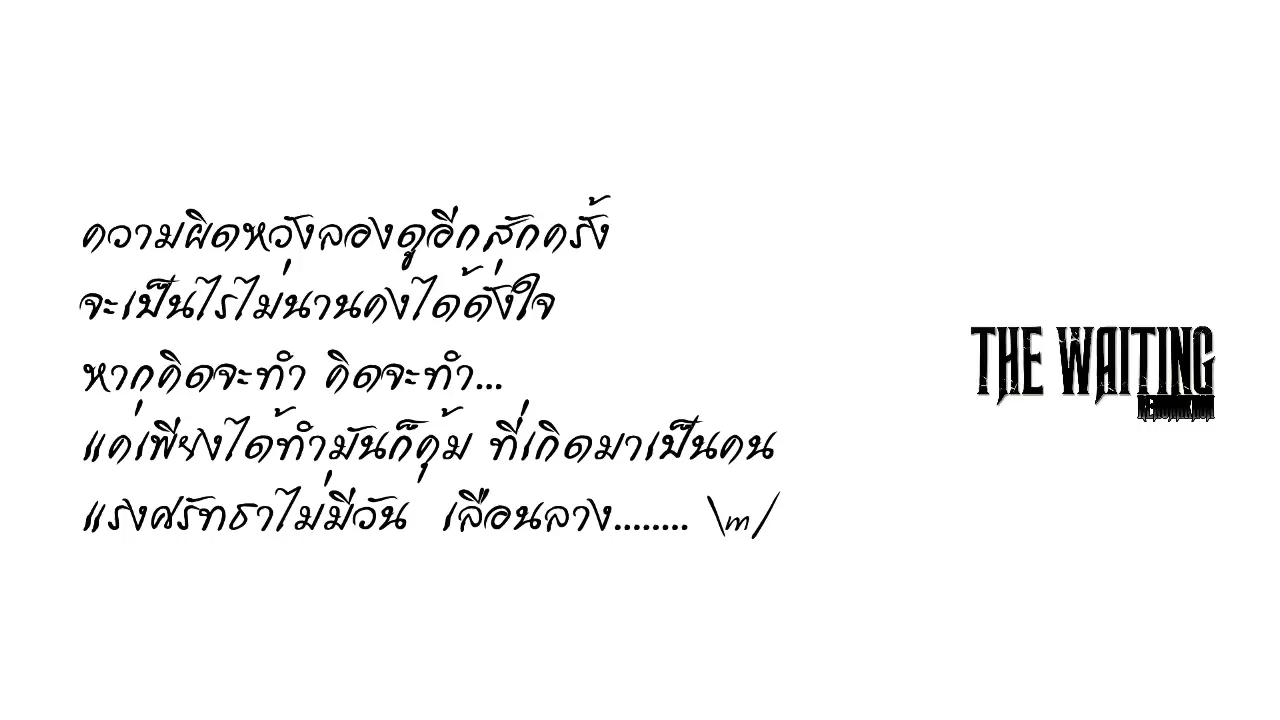 ความผิดหวังลองดูอีกสักครั้ง
จะเป็นไรไม่นานคงได้ดั่งใจ
หากคิดจะทำ คิดจะทำ...
แค่เพียงได้ทำมันก็คุ้ม ที่เกิดมาเป็นคน
แรงศรัทธาไม่มีวัน เลือนลาง........ \m/
THE WAITING